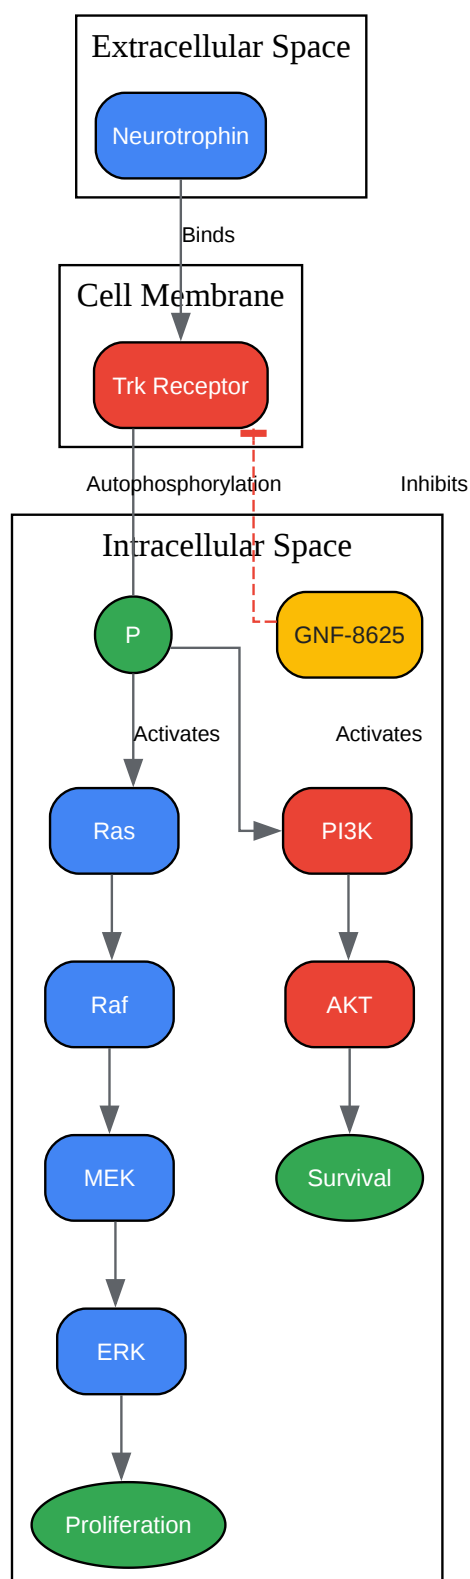 Extracellular Space
Neurotrophin
Binds
Cell Membrane
Trk Receptor
Autophosphorylation
Inhibits
Intracellular Space
P
GNF-8625
Activates
Activates
Ras
PI3K
Raf
AKT
MEK
Survival
ERK
Proliferation